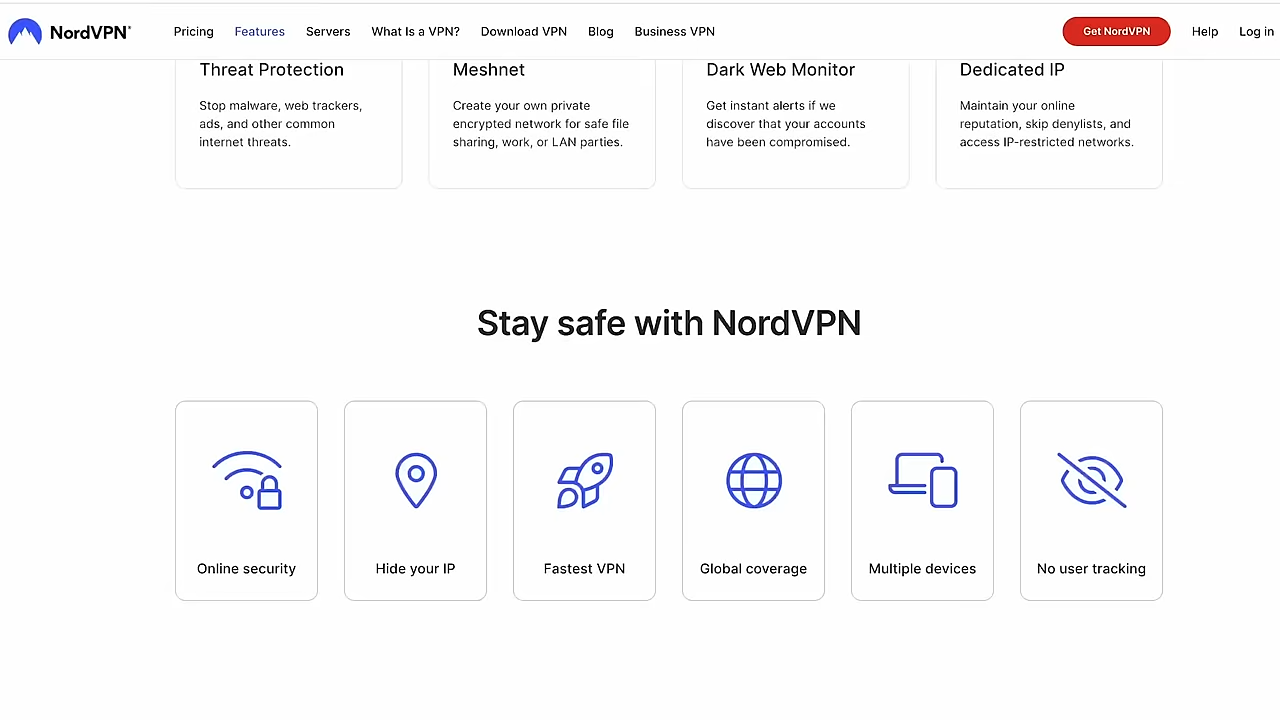 NordVPN® Pricing Features Servers What Is a VPN? Download VPN Blog Business VPN Get NordVPN Help Log in
Threat Protection
Stop malware, web trackers,
ads, and other common
internet threats.
Meshnet
Create your own private
encrypted network for safe file
sharing, work, or LAN parties.
Dark Web Monitor
Get instant alerts if we
discover that your accounts
have been compromised.
Dedicated IP
Maintain your online
reputation, skip denylists, and
access IP-restricted networks.
Stay safe with NordVPN
Online security
Hide your IP
Fastest VPN
Global coverage
Multiple devices
No user tracking